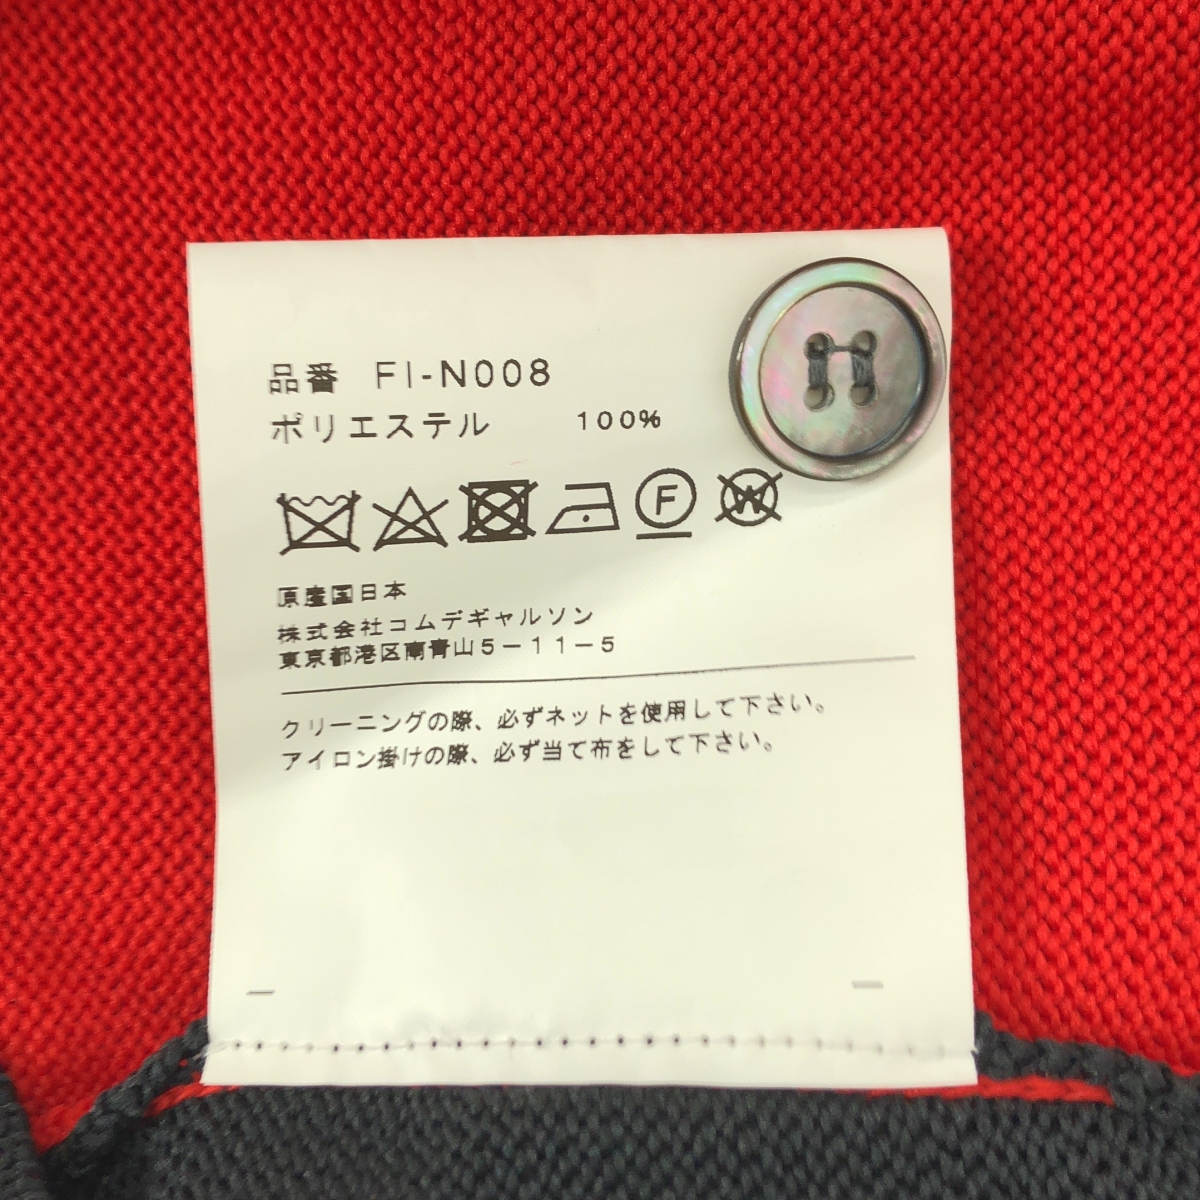 品番 FI-N008
ポリエステル 100%
F W
原産国日本
株式会社コムデギャルソン
東京都港区南青山5-11-5
クリーニングの際、必ずネットを使用して下さい。
アイロン掛けの際、必ず当て布をして下さい。